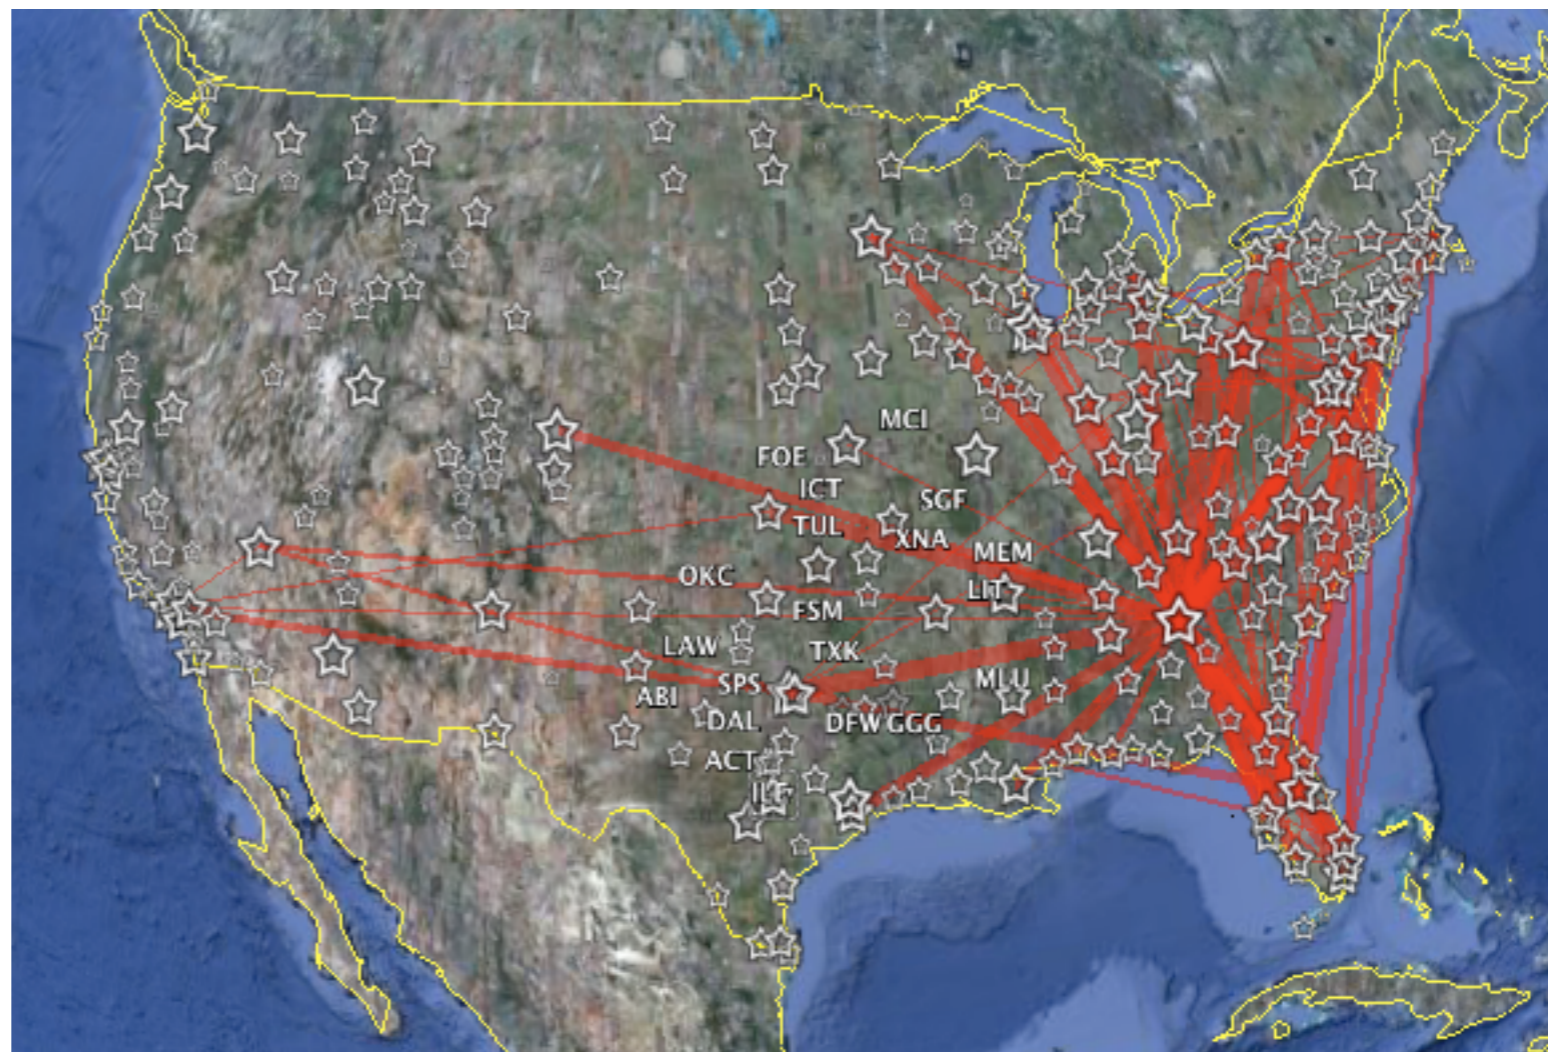 MCI
FOE
ICT
SGF
TUL
XNA
MEM
OKC
LIT
FSM
LAW
TXK
SPS
MLU
ABI
DAL
DFW GGG
ACT